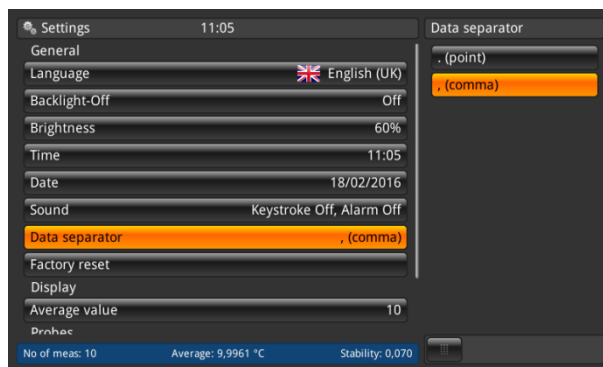 Settings 11:05
General
Language English (UK)
Backlight-Off Off
Brightness 60%
Time 11:05
Date 18/02/2016
Sound Keystroke Off, Alarm Off
Data separator , (comma)
Factory reset
Display
Average value 10
Probes
No of meas: 10 Average: 9,9961 °C Stability: 0,070
Data separator
. (point)
, (comma)